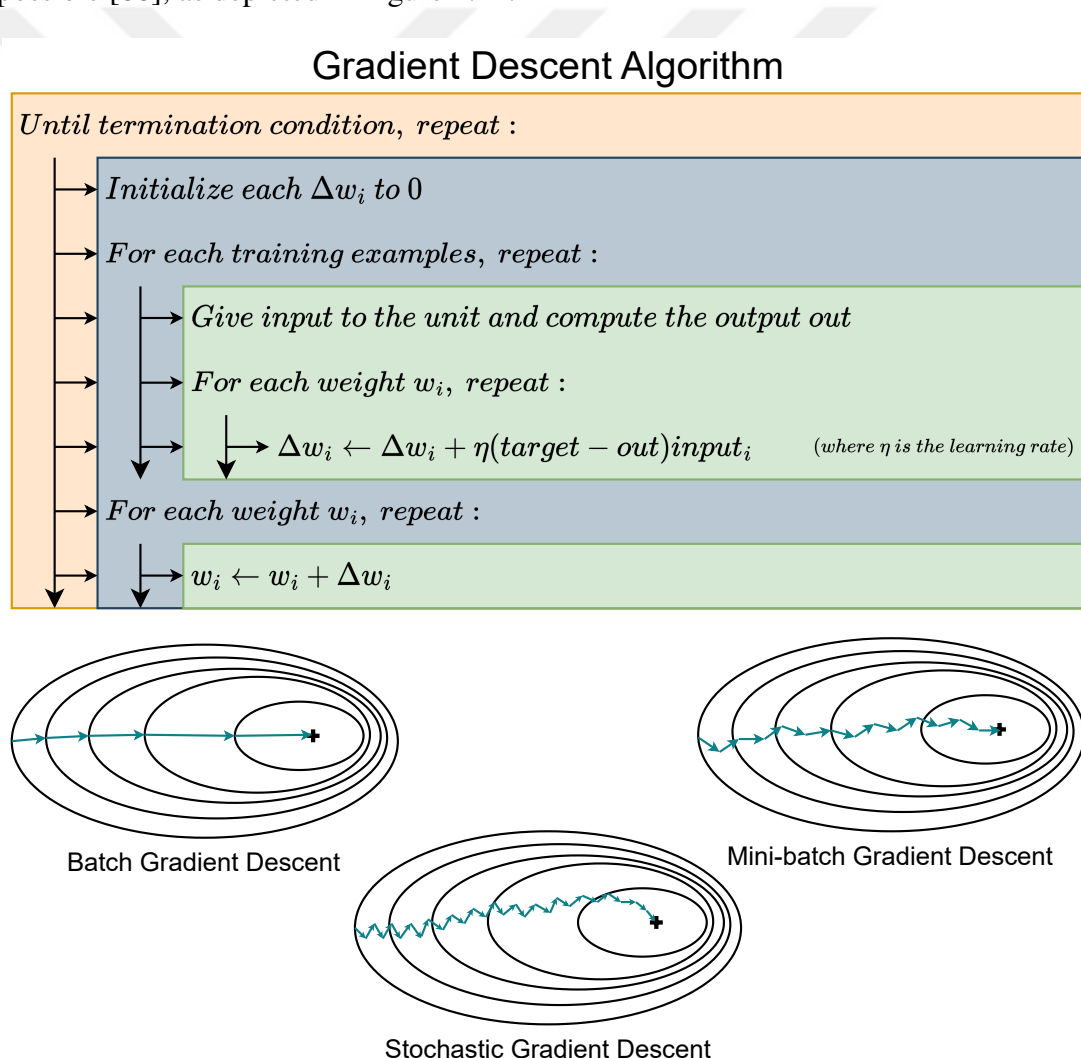 Gradient Descent Algorithm
Until termination condition, repeat :
Initialize each Δw_i to 0
For each training examples, repeat :
Give input to the unit and compute the output out
For each weight w_i, repeat :
Δw_i ← Δw_i + η(target − out)input_i (where η is the learning rate)
For each weight w_i, repeat :
w_i ← w_i + Δw_i
Batch Gradient Descent
Mini-batch Gradient Descent
Stochastic Gradient Descent